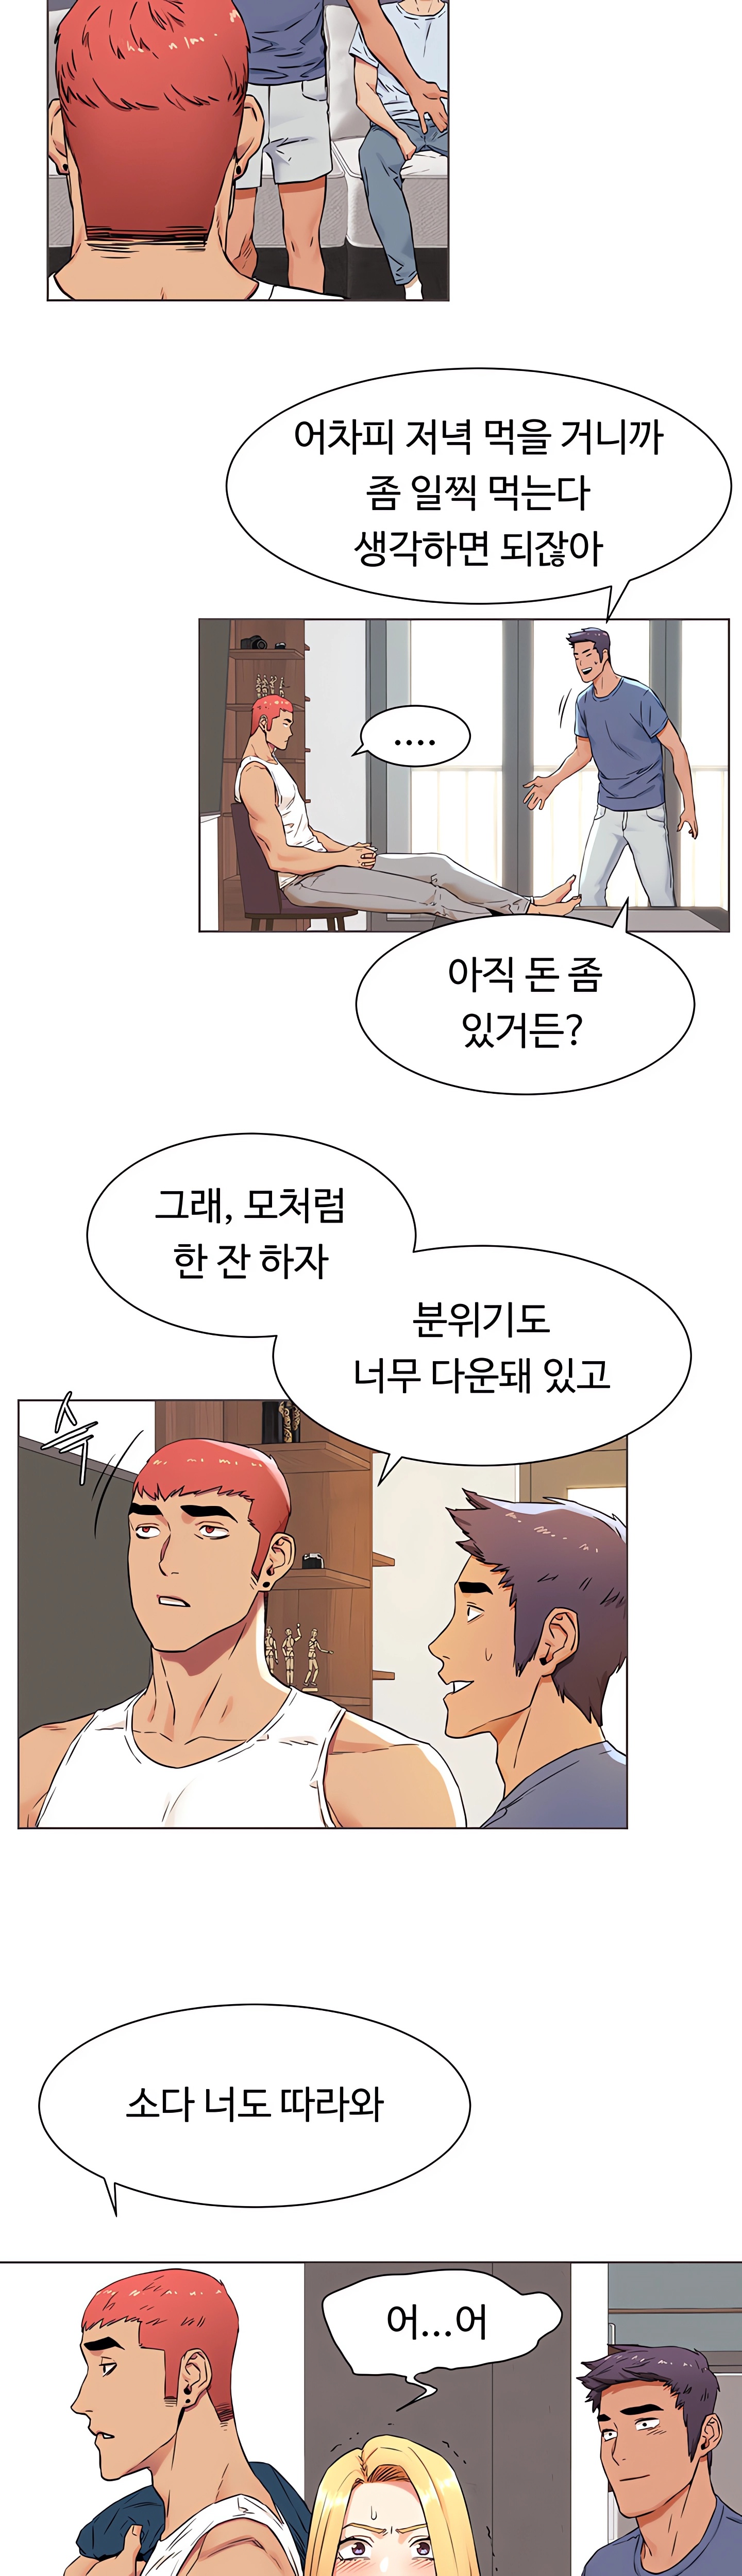 어차피 저녁 먹을 거니까
좀 일찍 먹는다
생각하면 되잖아
....
아직 돈 좀
있거든?
그래, 모처럼
한 잔 하자
분위기도
너무 다운돼 있고
스윽
소다 너도 따라와
어...어